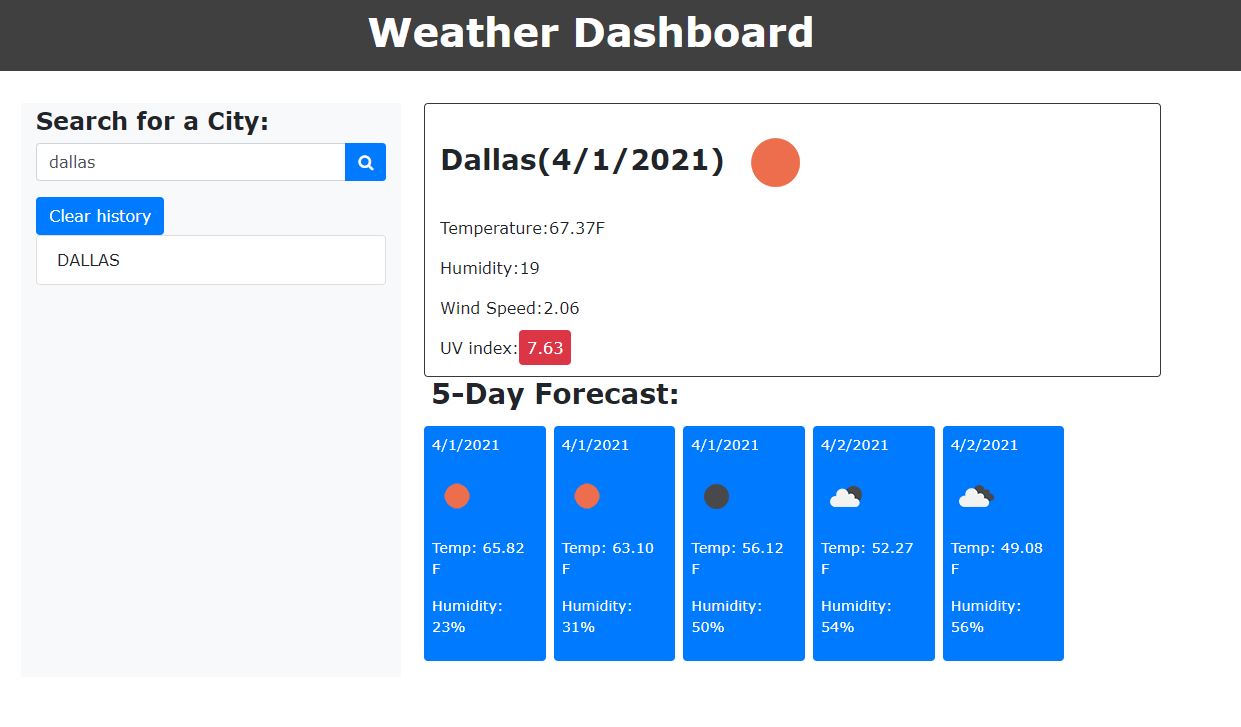 Weather Dashboard
Search for a City:
dallas
Clear history
DALLAS
Dallas(4/1/2021)
Temperature:67.37F
Humidity:19
Wind Speed:2.06
UV index:7.63
5-Day Forecast:
4/1/2021
Temp: 65.82
F
Humidity:
23%
4/1/2021
Temp: 63.10
F
Humidity:
31%
4/1/2021
Temp: 56.12
F
Humidity:
50%
4/2/2021
Temp: 52.27
F
Humidity:
54%
4/2/2021
Temp: 49.08
F
Humidity:
56%